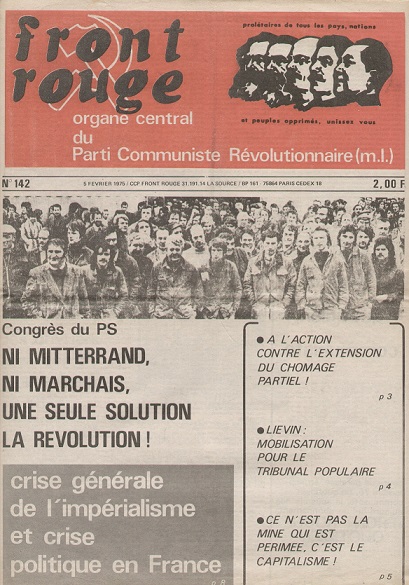 front
rouge
prolétaires de tous les pays, nations
et peuples opprimés, unissez vous
organe central
du
Parti Communiste Révolutionnaire (m.l.)
N° 142
5 FEVRIER 1975 / CCP FRONT ROUGE 31.191.14 LA SOURCE / BP 161 - 75864 PARIS CEDEX 18
2,00 F
Congrès du PS
NI MITTERRAND,
NI MARCHAIS,
UNE SEULE SOLUTION
LA REVOLUTION !
crise générale
de l'impérialisme
et crise
politique en France
p 8
● A L'ACTION
CONTRE L'EXTENSION
DU CHOMAGE
PARTIEL !
p 3
● LIEVIN :
MOBILISATION
POUR LE
TRIBUNAL POPULAIRE
p 4
● CE N'EST PAS LA
MINE QUI EST
PERIMEE, C'EST LE
CAPITALISME !
p 5